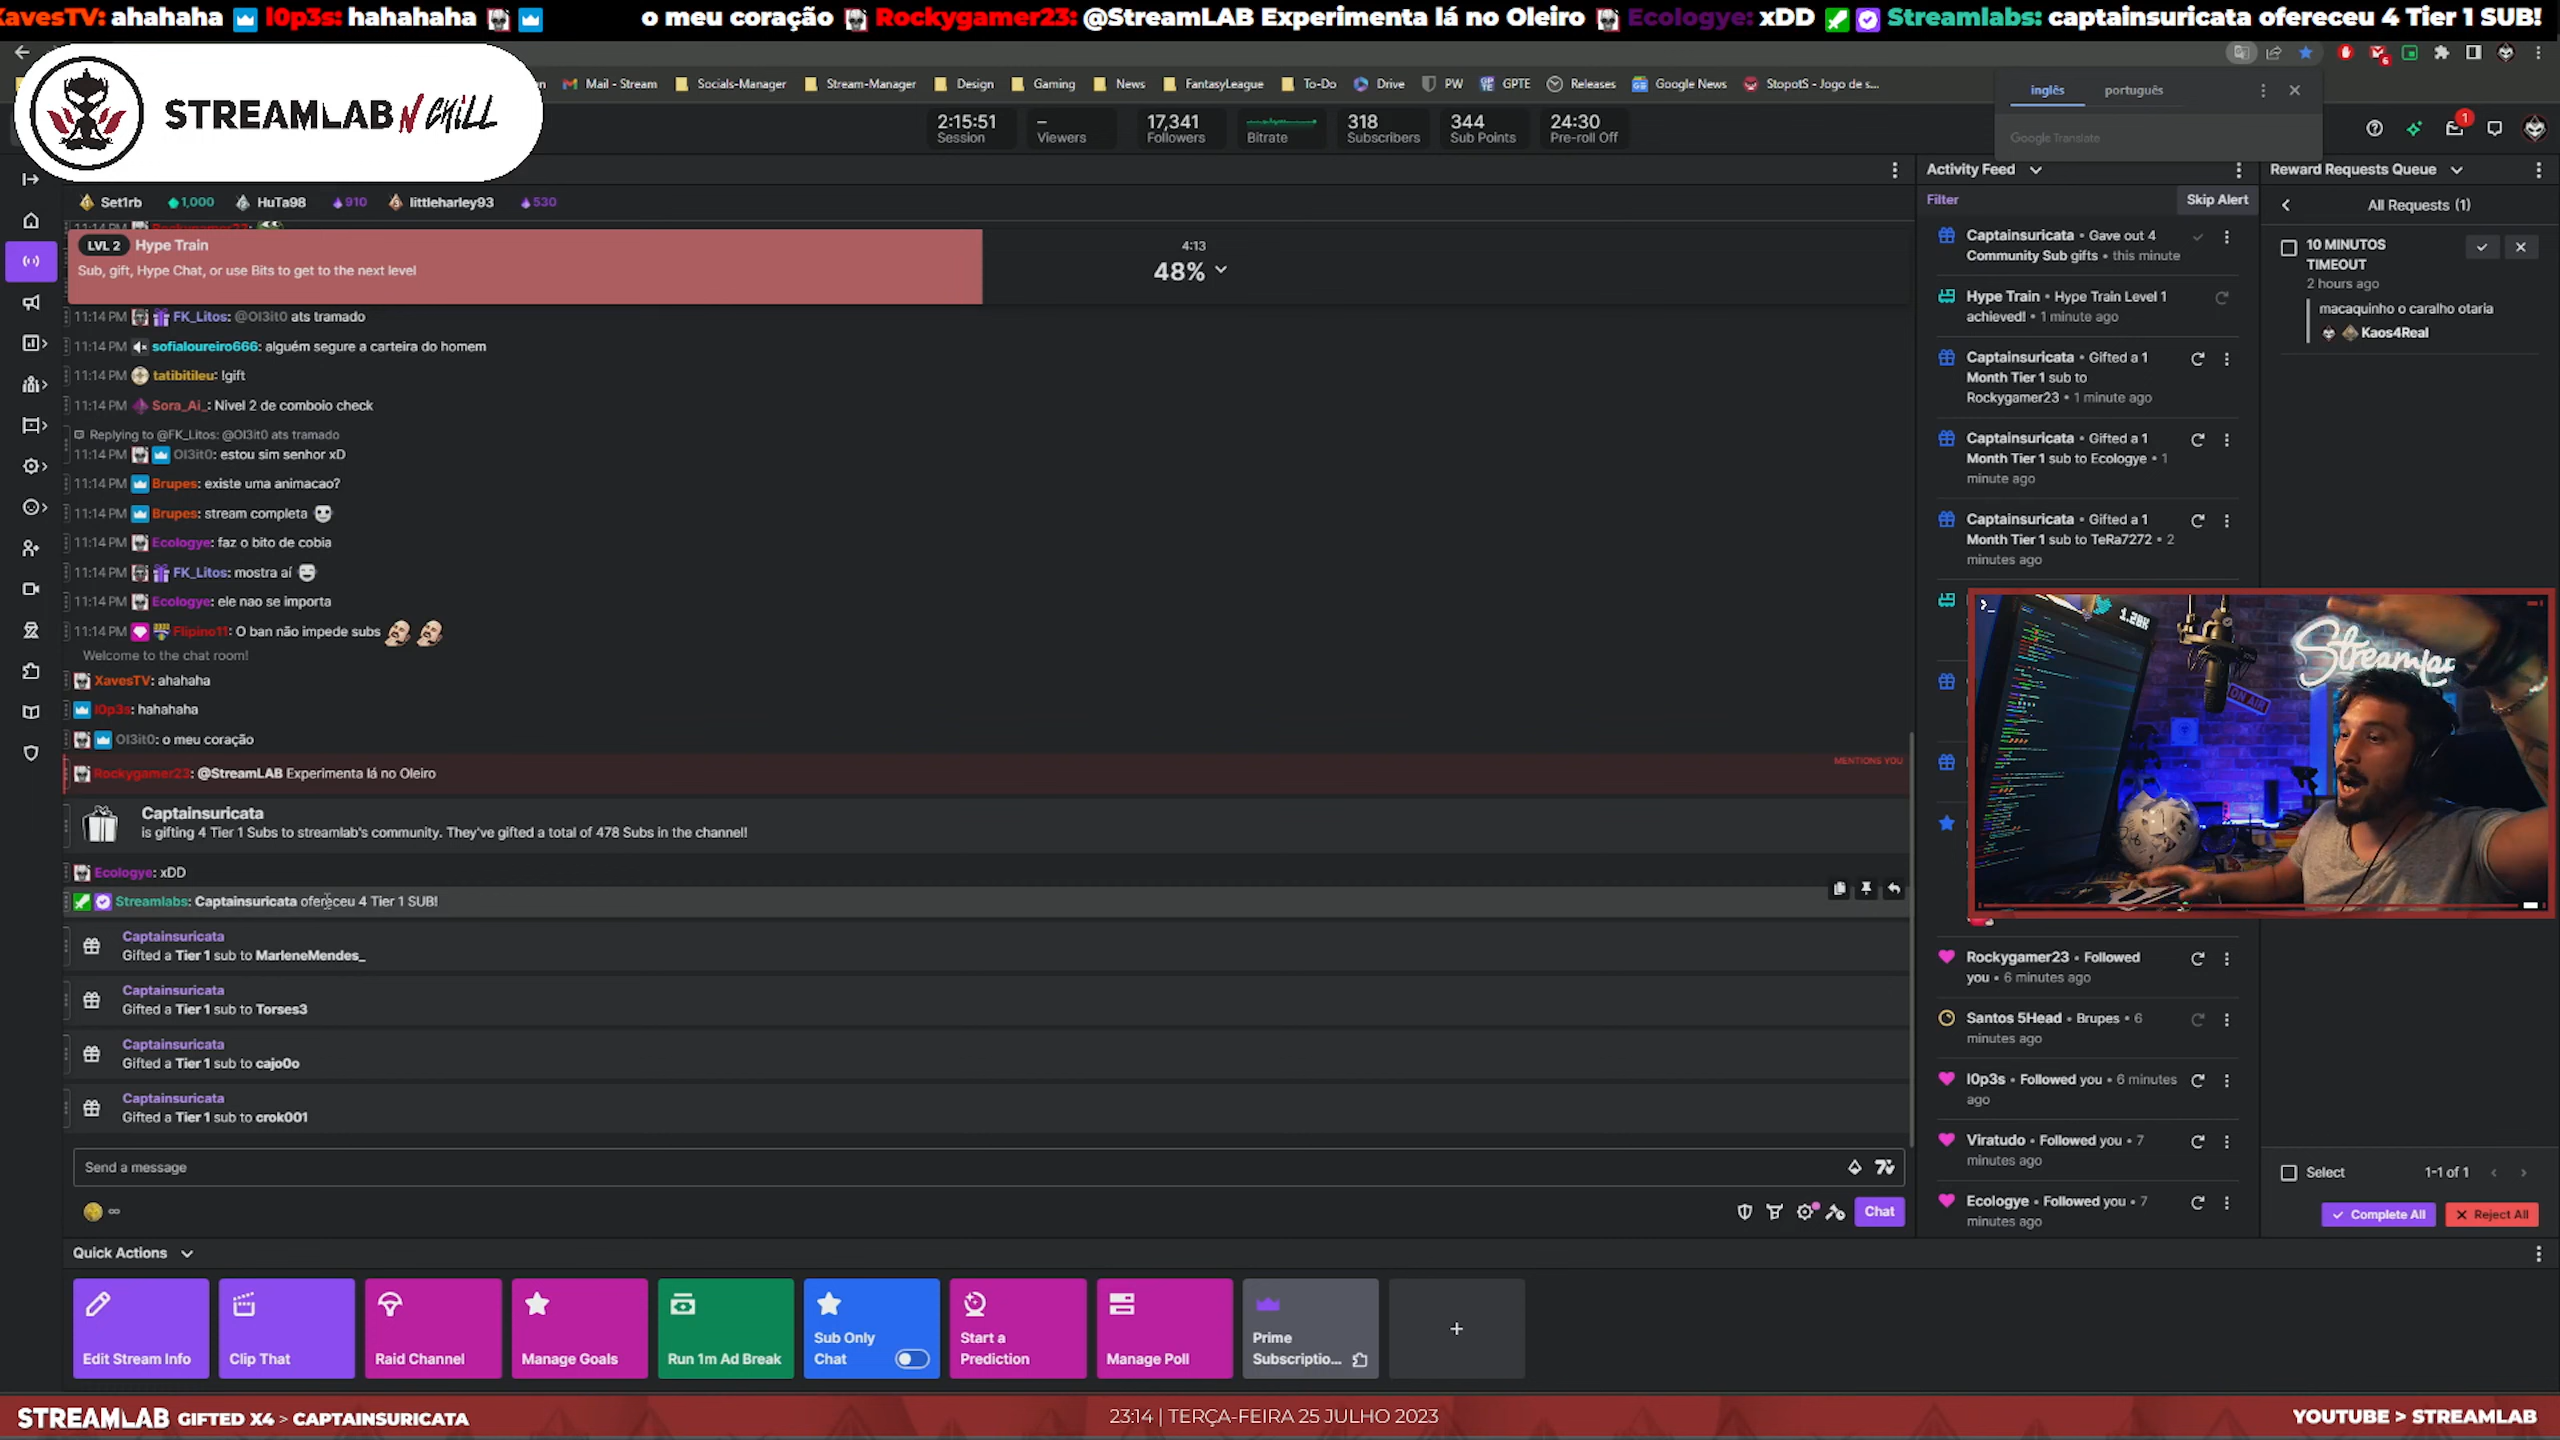 XavesTV: ahahaha l0p3s: hahahaha o meu coração Rockygamer23: @StreamLAB Experimenta lá no Oleiro Ecologye: xDD Streamlabs: captainsuricata ofereceu 4 Tier 1 SUB!
STREAMLAB N CHILL
Mail - Stream Socials-Manager Stream-Manager Design Gaming News FantasyLeague To-Do Drive PW GPTE Releases Google News StopotS - Jogo de s...
inglês português
Google Translate
2:15:51 – 17,341 318 344 24:30
Session Viewers Followers Bitrate Subscribers Sub Points Pre-roll Off
1
6
Set1rb 1,000 HuTa98 910 littleharley93 530
LVL 2 Hype Train
Sub, gift, Hype Chat, or use Bits to get to the next level
4:13
48%
11:14 PM FK_Litos: @Ol3it0 ats tramado
11:14 PM sofialoureiro666: alguém segure a carteira do homem
11:14 PM tatibitileu: !gift
11:14 PM Sora_Ai_: Nivel 2 de comboio check
Replying to @FK_Litos: @Ol3it0 ats tramado
11:14 PM Ol3it0: estou sim senhor xD
11:14 PM Brupes: existe uma animacao?
11:14 PM Brupes: stream completa
11:14 PM Ecologye: faz o bito de cobia
11:14 PM FK_Litos: mostra aí
11:14 PM Ecologye: ele nao se importa
11:14 PM Flipino11: O ban não impede subs
Welcome to the chat room!
XavesTV: ahahaha
l0p3s: hahahaha
Ol3it0: o meu coração
MENTIONS YOU
Rockygamer23: @StreamLAB Experimenta lá no Oleiro
Captainsuricata
is gifting 4 Tier 1 Subs to streamlab's community. They've gifted a total of 478 Subs in the channel!
Ecologye: xDD
Streamlabs: Captainsuricata ofereceu 4 Tier 1 SUB!
Captainsuricata
Gifted a Tier 1 sub to MarleneMendes_
Captainsuricata
Gifted a Tier 1 sub to Torses3
Captainsuricata
Gifted a Tier 1 sub to cajo0o
Captainsuricata
Gifted a Tier 1 sub to crok001
Send a message
∞
Chat
Activity Feed
Filter Skip Alert
Captainsuricata • Gave out 4
Community Sub gifts • this minute
Hype Train • Hype Train Level 1
achieved! • 1 minute ago
Captainsuricata • Gifted a 1
Month Tier 1 sub to
Rockygamer23 • 1 minute ago
Captainsuricata • Gifted a 1
Month Tier 1 sub to Ecologye • 1
minute ago
Captainsuricata • Gifted a 1
Month Tier 1 sub to TeRa7272 • 2
minutes ago
1.28K
Streamlab
ON AIR
Rockygamer23 • Followed
you • 6 minutes ago
Santos 5Head • Brupes • 6
minutes ago
l0p3s • Followed you • 6 minutes
ago
Viratudo • Followed you • 7
minutes ago
Ecologye • Followed you • 7
minutes ago
Reward Requests Queue
All Requests (1)
10 MINUTOS
TIMEOUT
2 hours ago
macaquinho o caralho otaria
Kaos4Real
Select 1-1 of 1
Complete All Reject All
Quick Actions
Edit Stream Info
Clip That
Raid Channel
Manage Goals
Run 1m Ad Break
Sub Only
Chat
Start a
Prediction
Manage Poll
Prime
Subscriptio...
+
STREAMLAB GIFTED X4 > CAPTAINSURICATA
23:14 | TERÇA-FEIRA 25 JULHO 2023
YOUTUBE > STREAMLAB